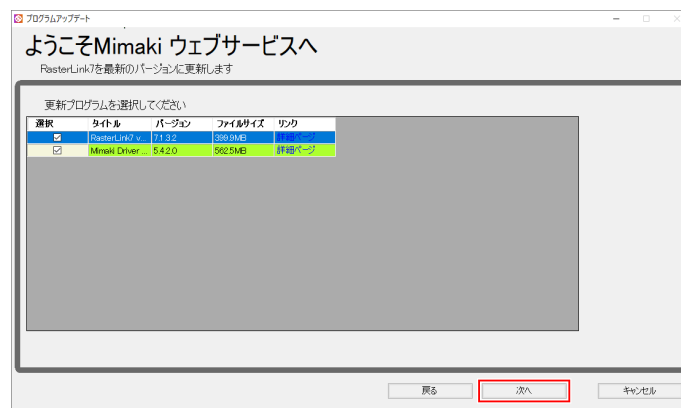 プログラムアップデート
ようこそMimaki ウェブサービスへ
RasterLink7を最新のバージョンに更新します
更新プログラムを選択してください
選択 タイトル バージョン ファイルサイズ リンク
RasterLink7 v... 7.1.3.2 399.9MB 詳細ページ
Mimaki Driver ... 5.4.2.0 562.5MB 詳細ページ
戻る 次へ キャンセル